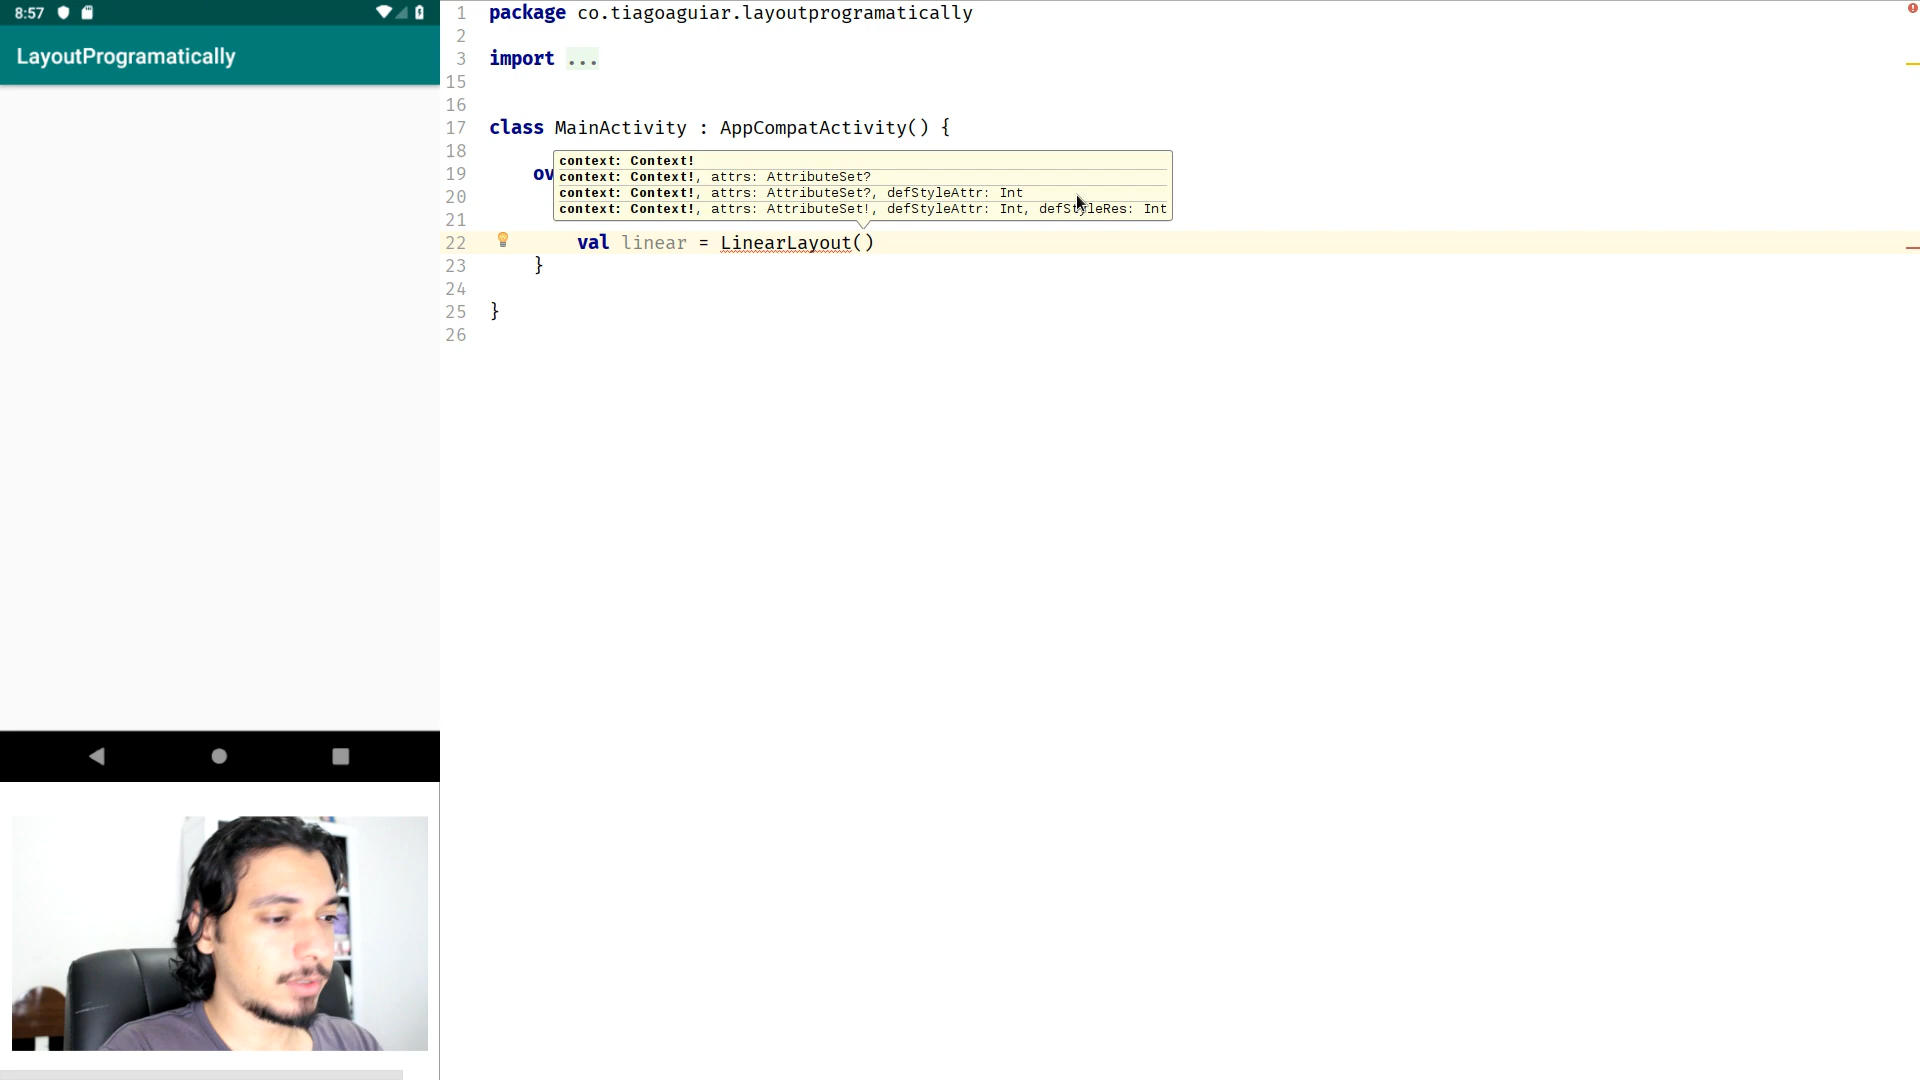 8:57
LayoutProgramatically
1 package co.tiagoaguiar.layoutprogramatically
2
3 import ...
15
16
17 class MainActivity : AppCompatActivity() {
18
context: Context!
19 ov
context: Context!, attrs: AttributeSet?
20
context: Context!, attrs: AttributeSet?, defStyleAttr: Int
21
context: Context!, attrs: AttributeSet!, defStyleAttr: Int, defStyleRes: Int
22 val linear = LinearLayout()
23 }
24
25 }
26